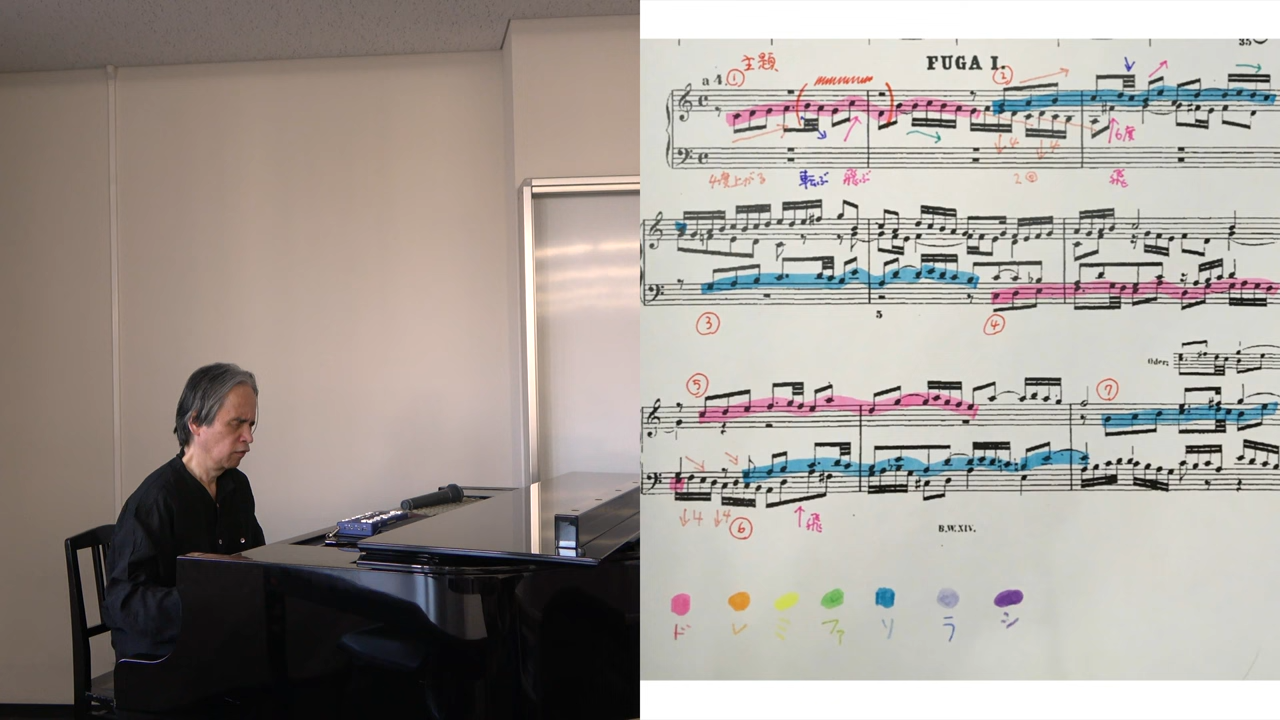 FUGA I.
35
主題
a 4. ① ②
6度
4度上がる 転ぶ 飛ぶ 2回 飛
↓4 ↓4
③ 5 ④
Oder:
⑤ ⑦
↓4 ↓4 ⑥ 飛
B.W.XIV.
ド レ ミ ファ ソ ラ シ